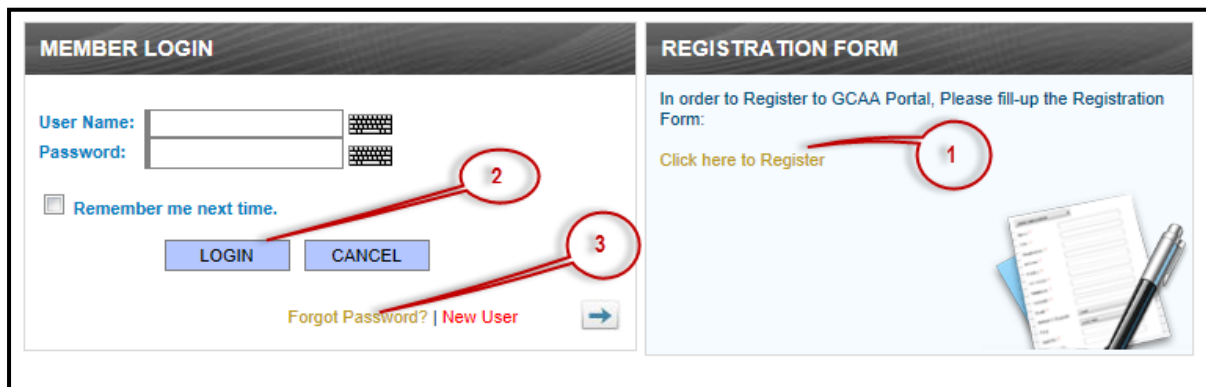 MEMBER LOGIN
User Name:
Password:
2
Remember me next time.
LOGIN CANCEL
3
Forgot Password? | New User
REGISTRATION FORM
In order to Register to GCAA Portal, Please fill-up the Registration
Form:
Click here to Register
1